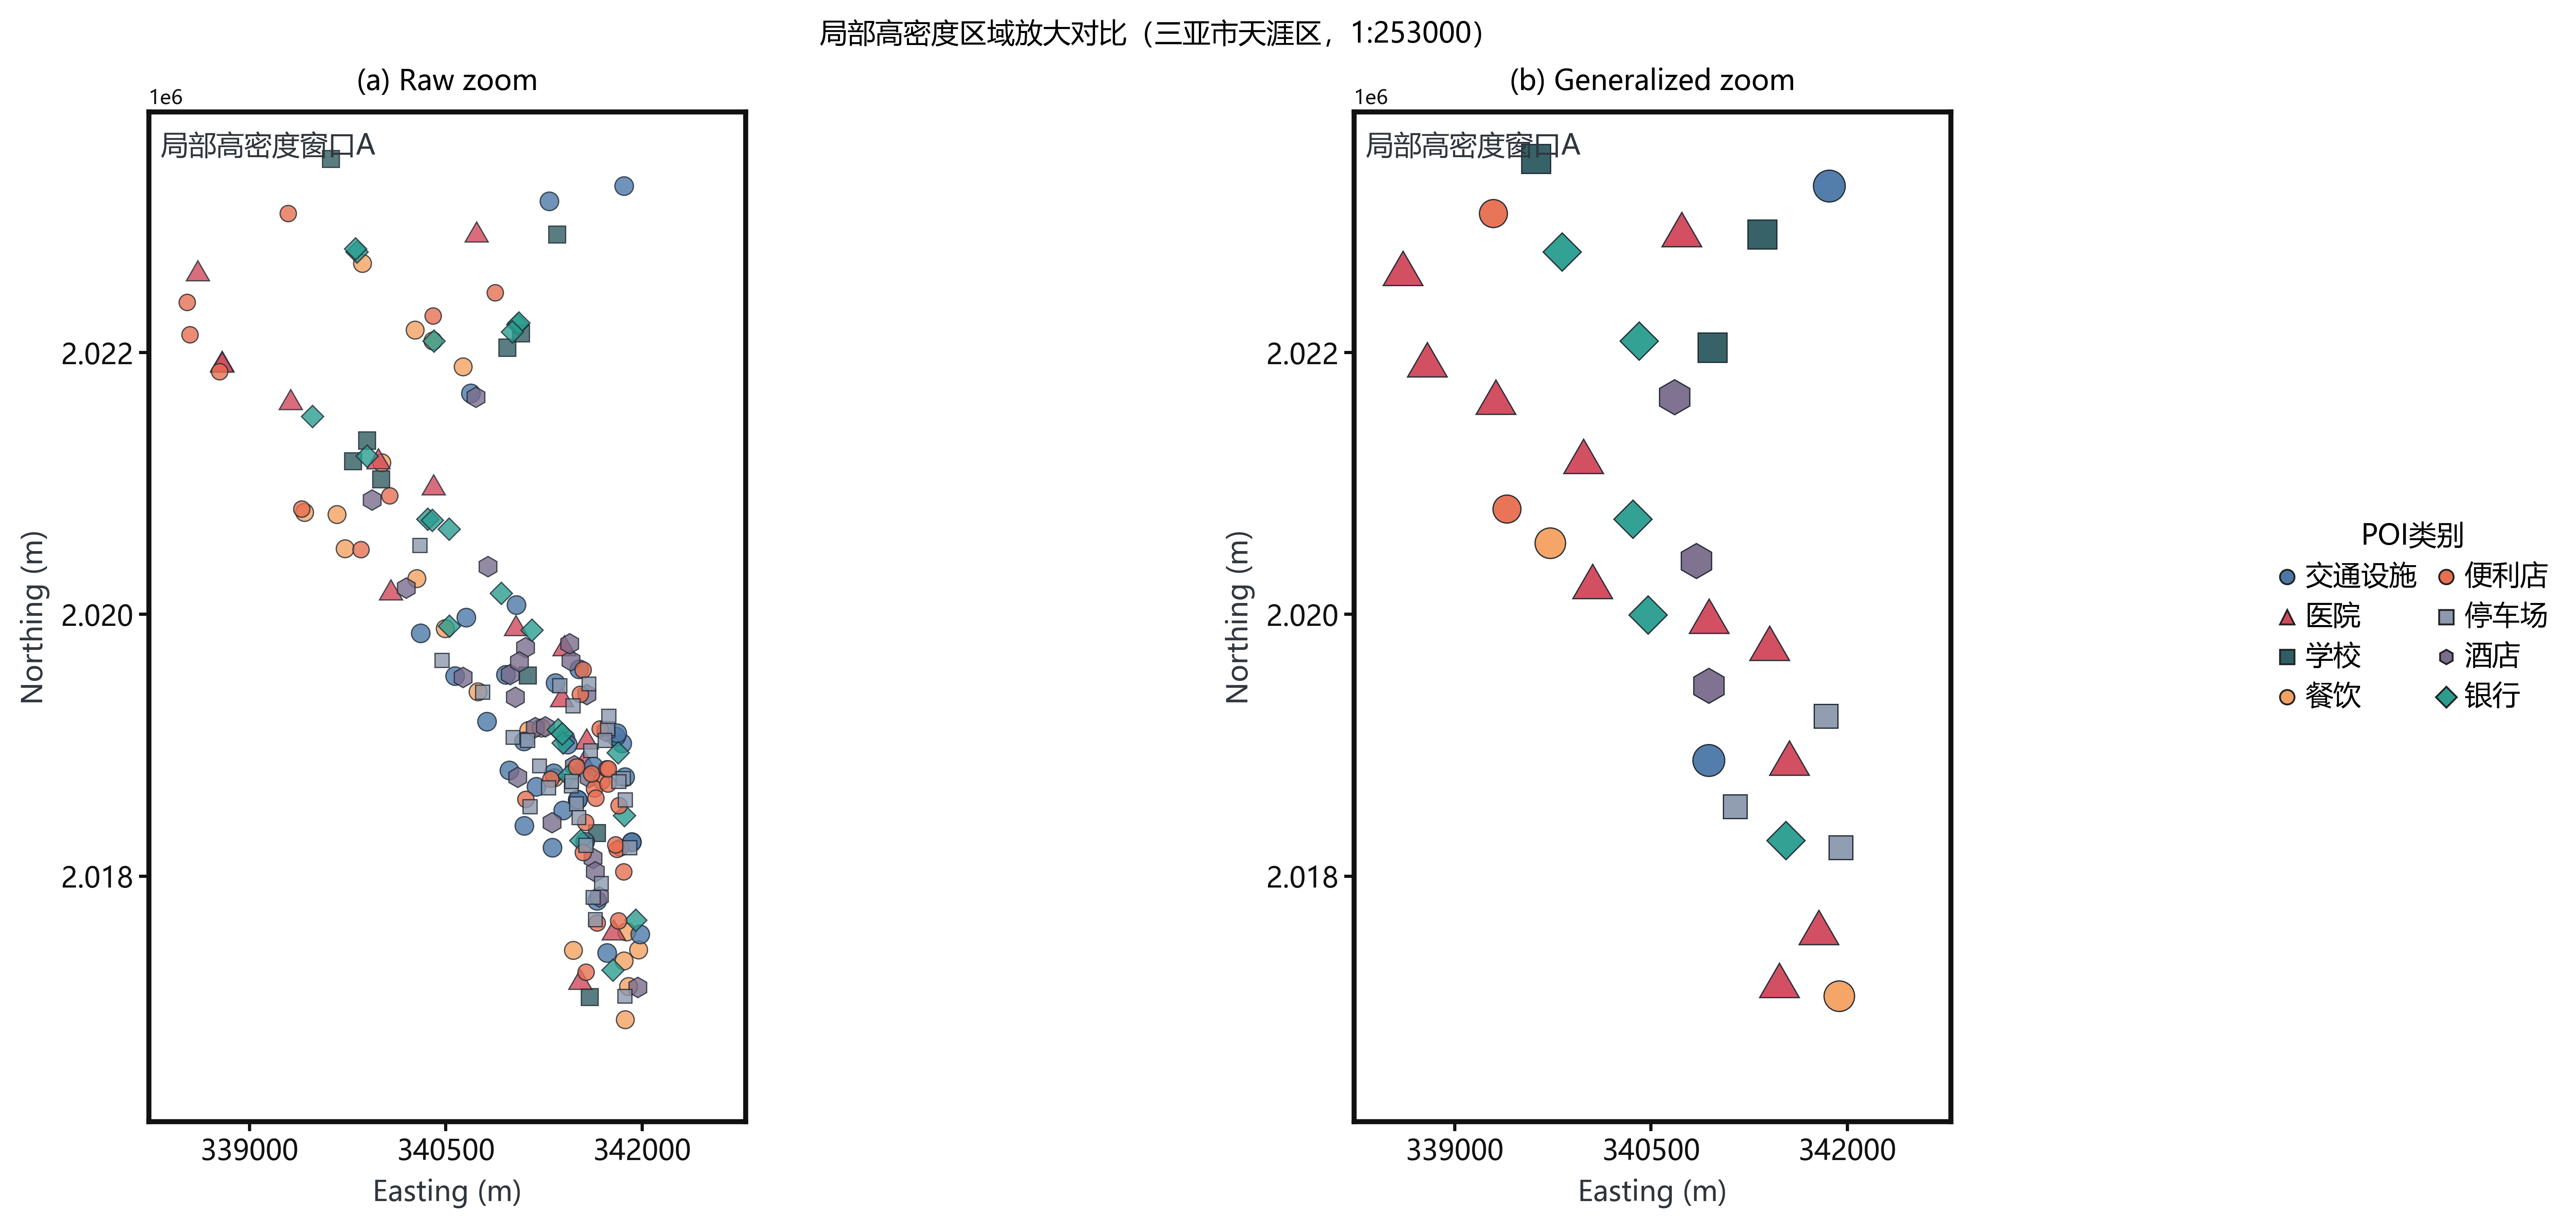 局部高密度区域放大对比（三亚市天涯区，1:253000）
(a) Raw zoom
1e6
局部高密度窗口A
2.022
2.020
2.018
Northing (m)
339000
340500
342000
Easting (m)
(b) Generalized zoom
1e6
局部高密度窗口A
2.022
2.020
2.018
Northing (m)
339000
340500
342000
Easting (m)
POI类别
交通设施
医院
学校
餐饮
便利店
停车场
酒店
银行